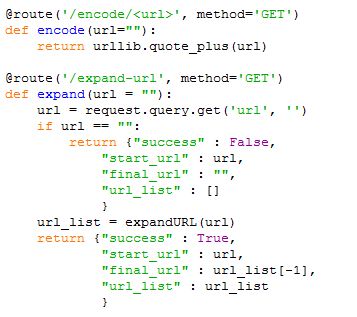 @route('/encode/<url>', method='GET')
def encode(url=""):
    return urllib.quote_plus(url)

@route('/expand-url', method='GET')
def expand(url = ""):
    url = request.query.get('url', '')
    if url == "":
        return {"success" : False,
            "start_url" : url,
            "final_url" : "",
            "url_list" : []
            }
    url_list = expandURL(url)
    return {"success" : True,
            "start_url" : url,
            "final_url" : url_list[-1],
            "url_list" : url_list
            }